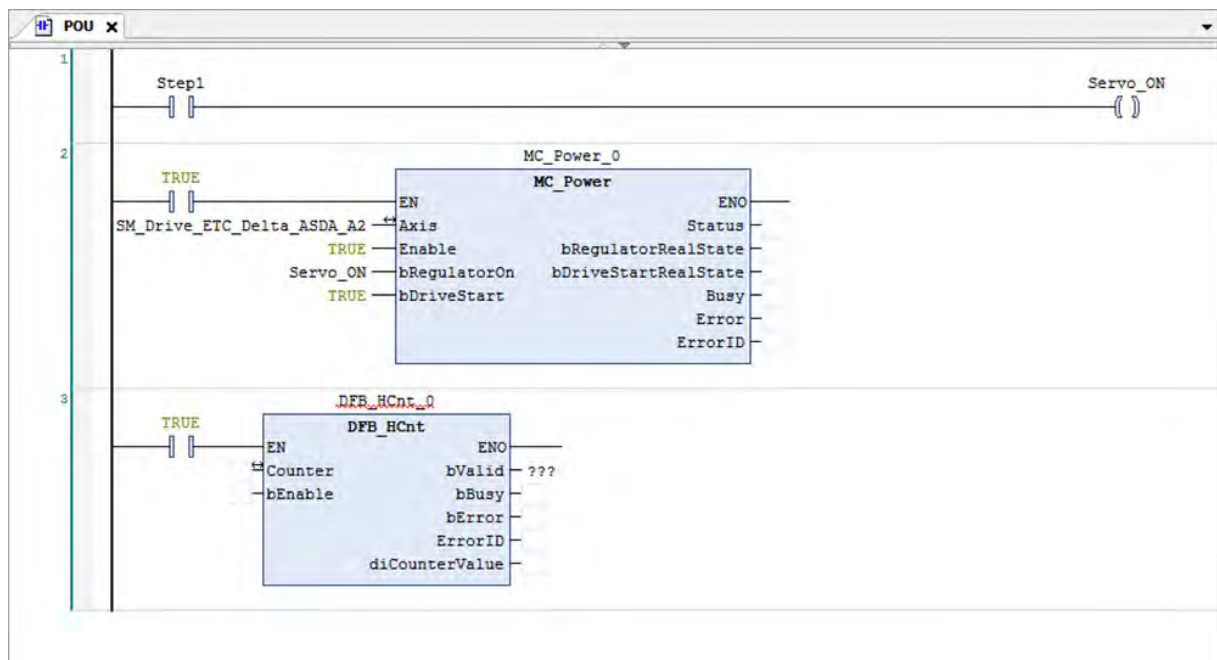 POU
1
Step1
Servo_ON
2
MC_Power_0
TRUE
MC_Power
EN
ENO
SM_Drive_ETC_Delta_ASDA_A2
Axis
Status
TRUE
Enable
bRegulatorRealState
Servo_ON
bRegulatorOn
bDriveStartRealState
TRUE
bDriveStart
Busy
Error
ErrorID
3
DFB_HCnt_0
TRUE
DFB_HCnt
EN
ENO
Counter
bValid
???
bEnable
bBusy
bError
ErrorID
diCounterValue